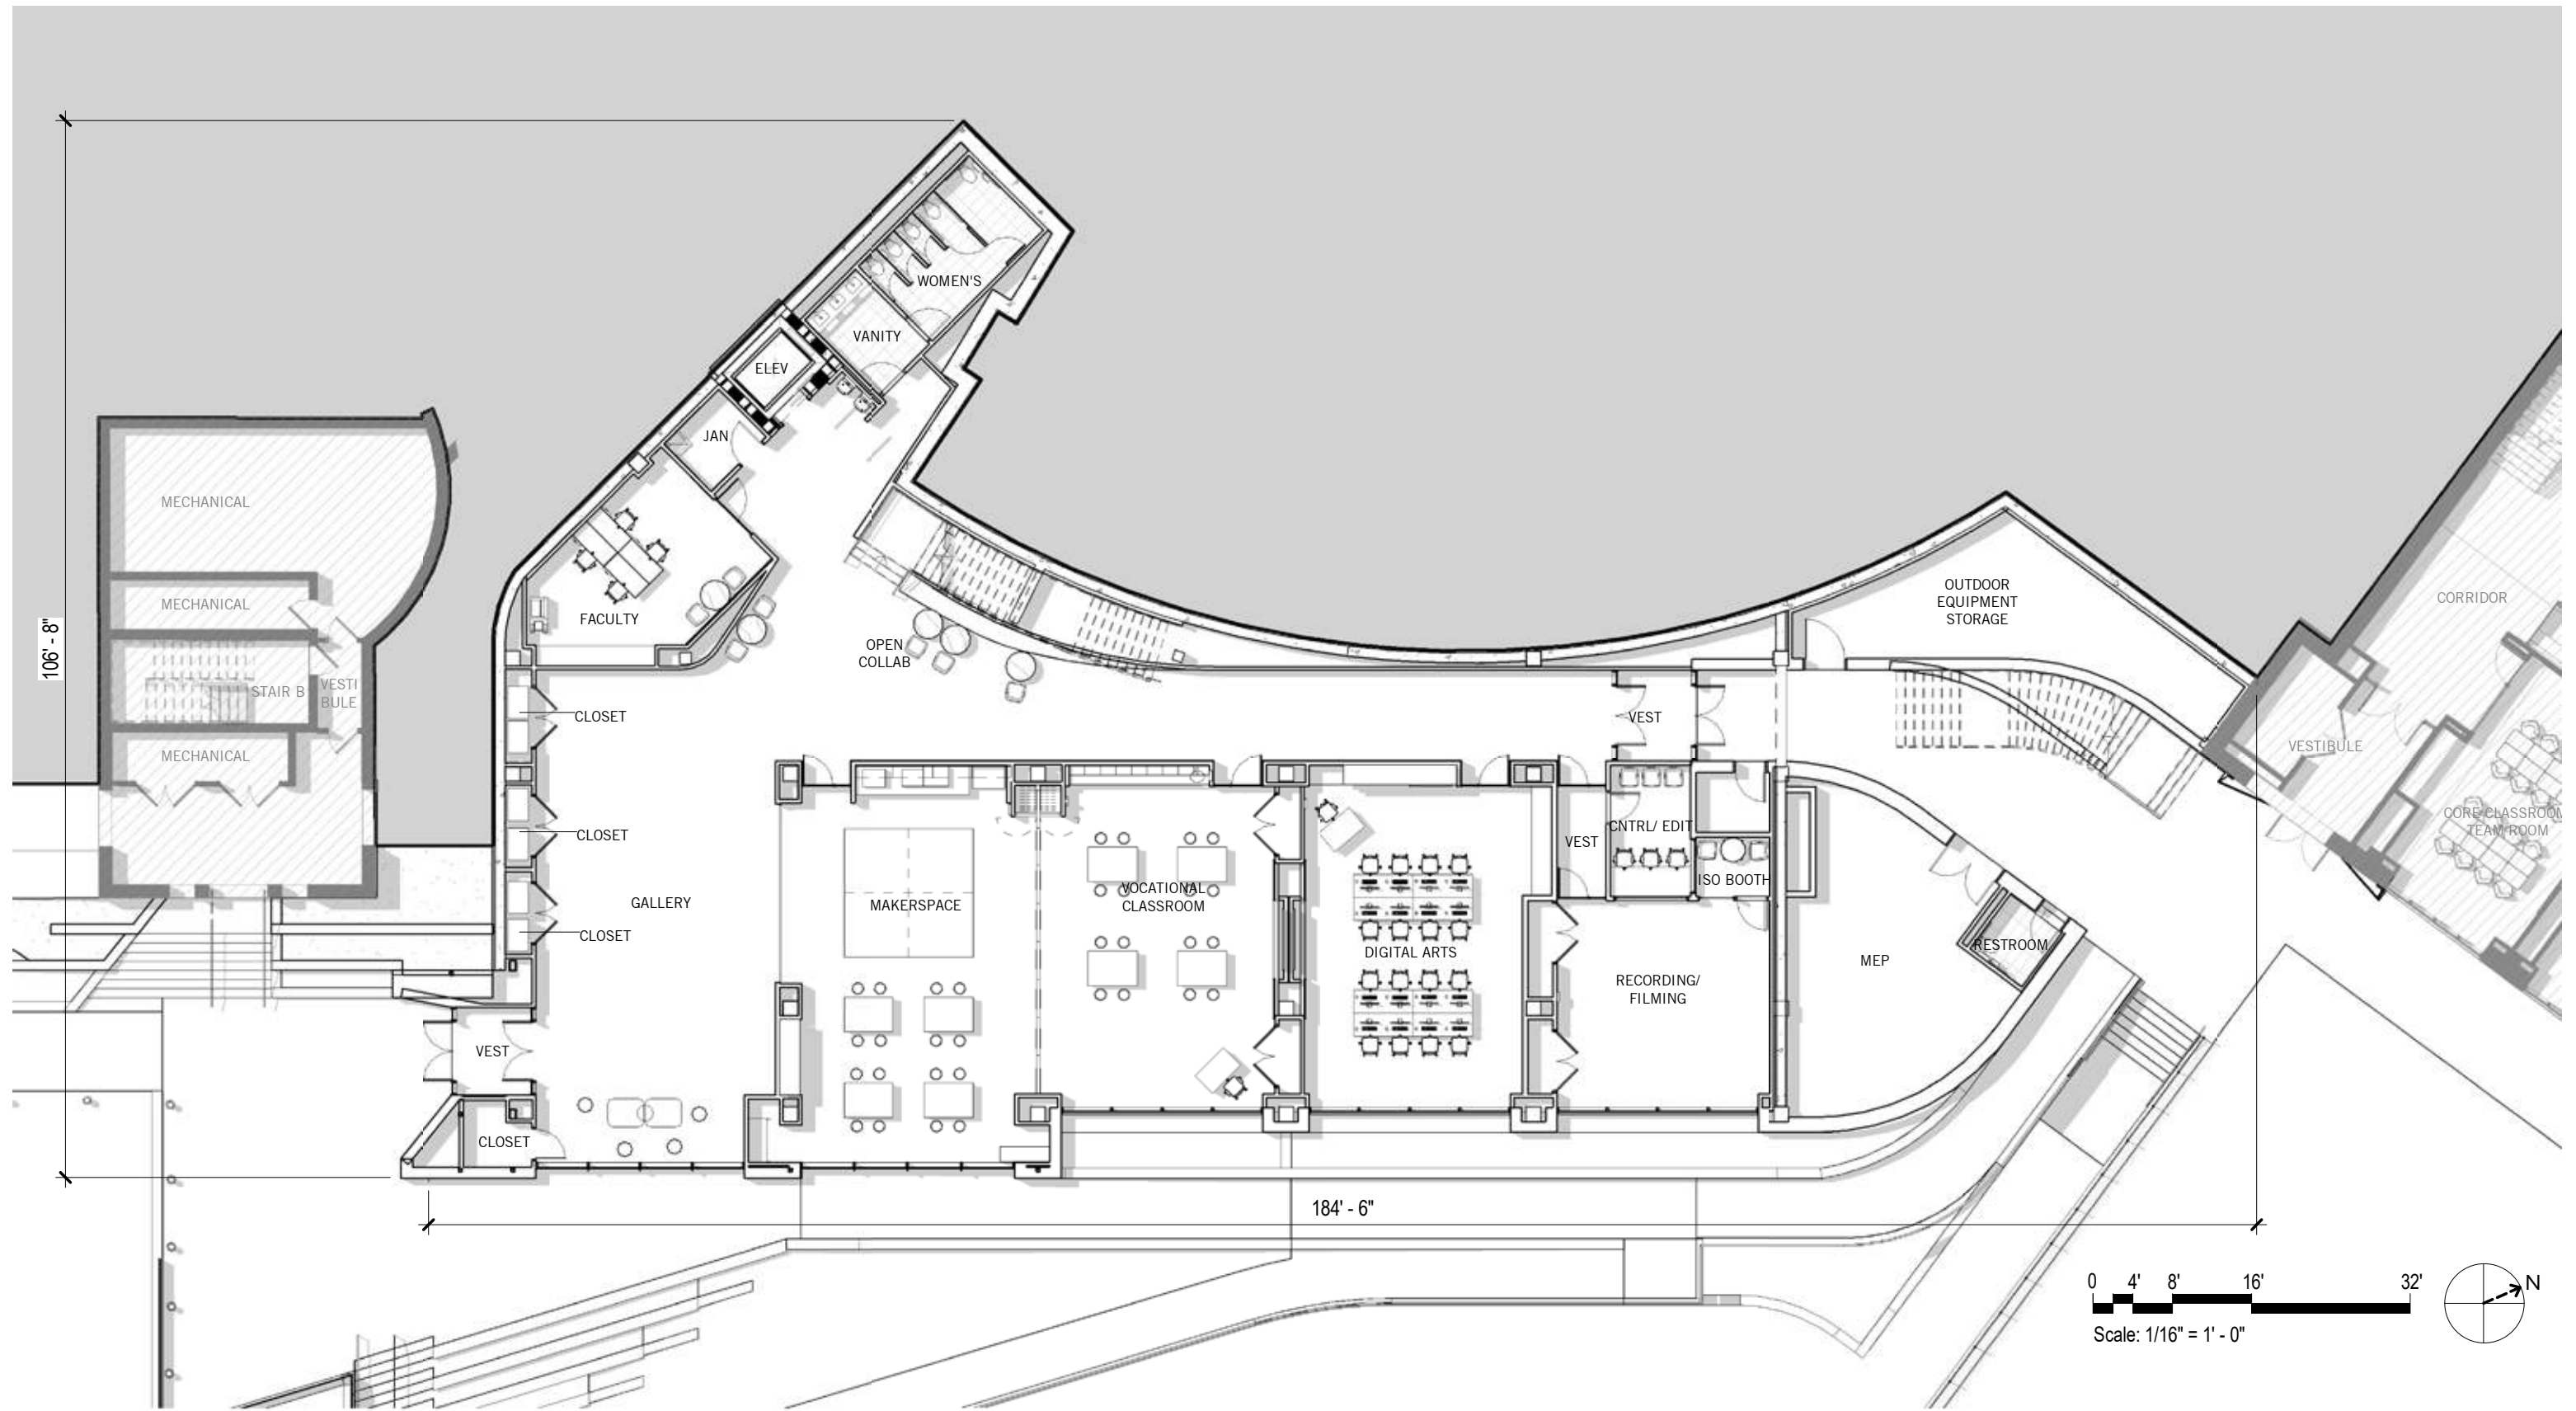 WOMEN'S
VANITY
ELEV
JAN
MECHANICAL
MECHANICAL
STAIR B
VESTI
BULE
MECHANICAL
106' - 8"
FACULTY
OPEN
COLLAB
OUTDOOR
EQUIPMENT
STORAGE
CORRIDOR
CLOSET
VEST
VESTIBULE
CLOSET
VEST
CNTRL/ EDIT
CORE CLASSROOM
TEAM ROOM
ISO BOOTH
GALLERY
MAKERSPACE
VOCATIONAL
CLASSROOM
CLOSET
DIGITAL ARTS
RESTROOM
MEP
RECORDING/
FILMING
VEST
CLOSET
184' - 6"
0 4' 8' 16' 32'
N
Scale: 1/16" = 1' - 0"